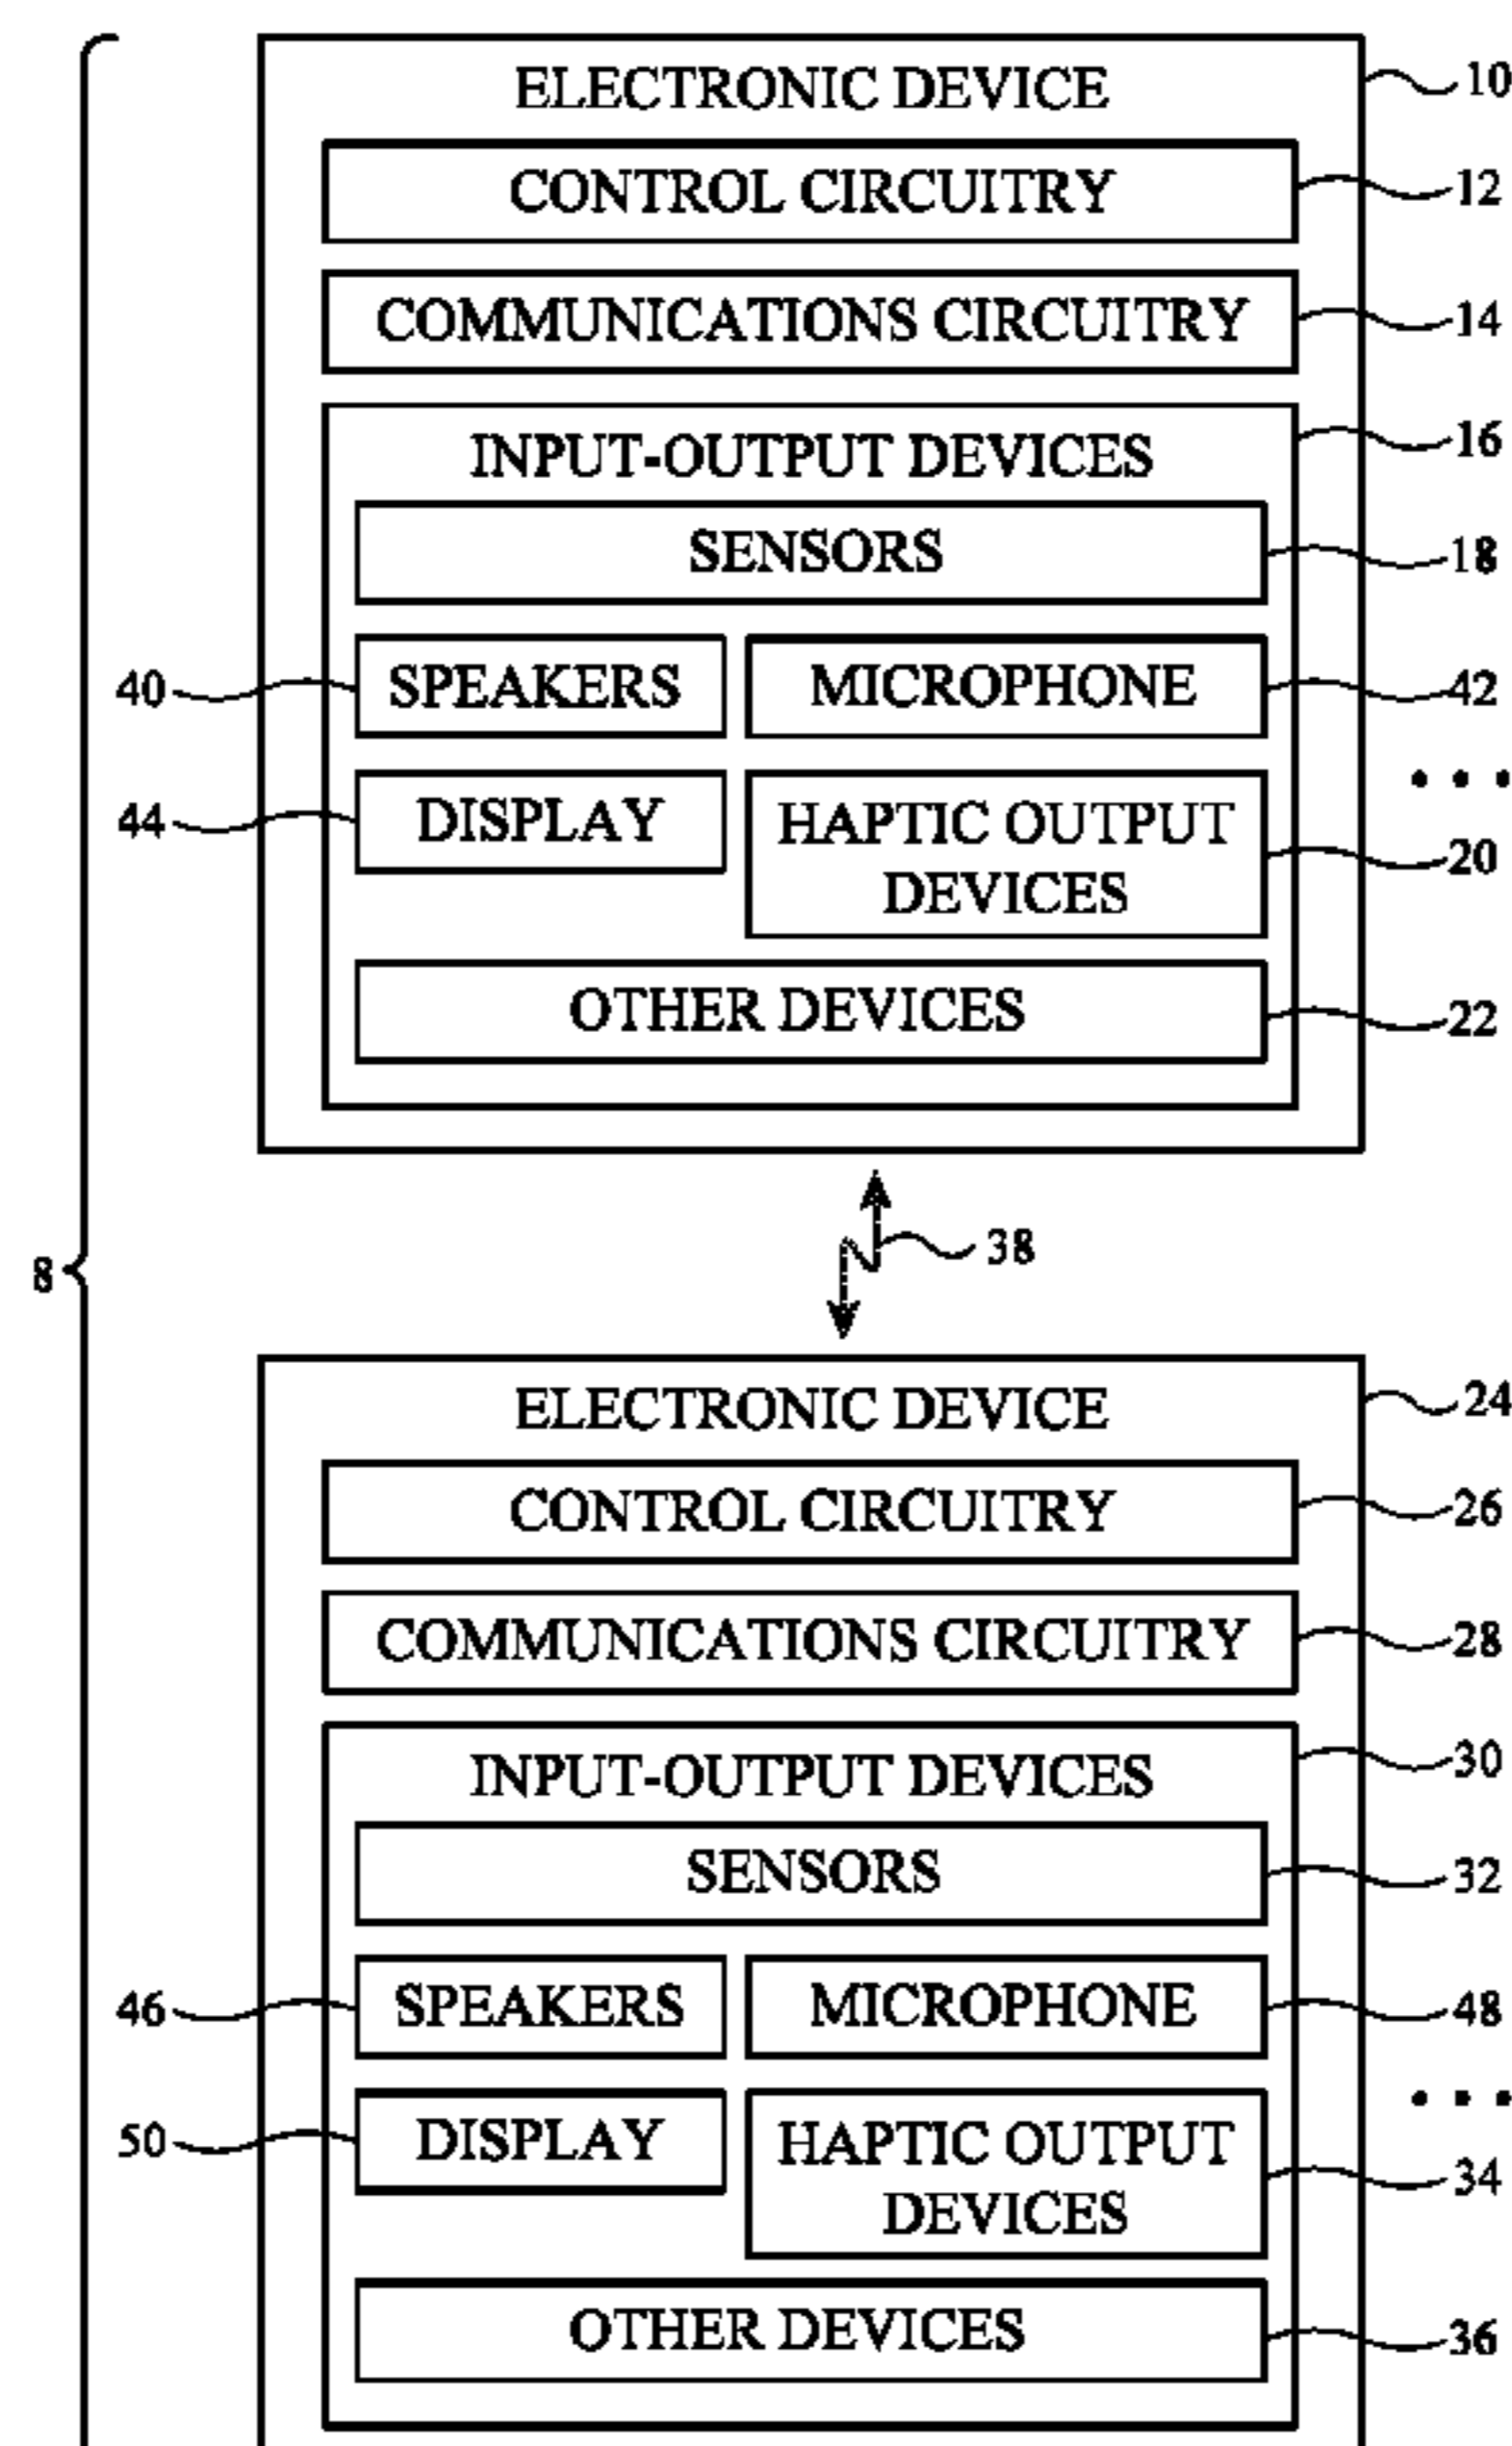 ELECTRONIC DEVICE 10
CONTROL CIRCUITRY 12
COMMUNICATIONS CIRCUITRY 14
INPUT-OUTPUT DEVICES 16
SENSORS 18
40 SPEAKERS MICROPHONE 42
44 DISPLAY HAPTIC OUTPUT
DEVICES 20
OTHER DEVICES 22
• • •
38
8
ELECTRONIC DEVICE 24
CONTROL CIRCUITRY 26
COMMUNICATIONS CIRCUITRY 28
INPUT-OUTPUT DEVICES 30
SENSORS 32
46 SPEAKERS MICROPHONE 48
50 DISPLAY HAPTIC OUTPUT
DEVICES 34
OTHER DEVICES 36
• • •